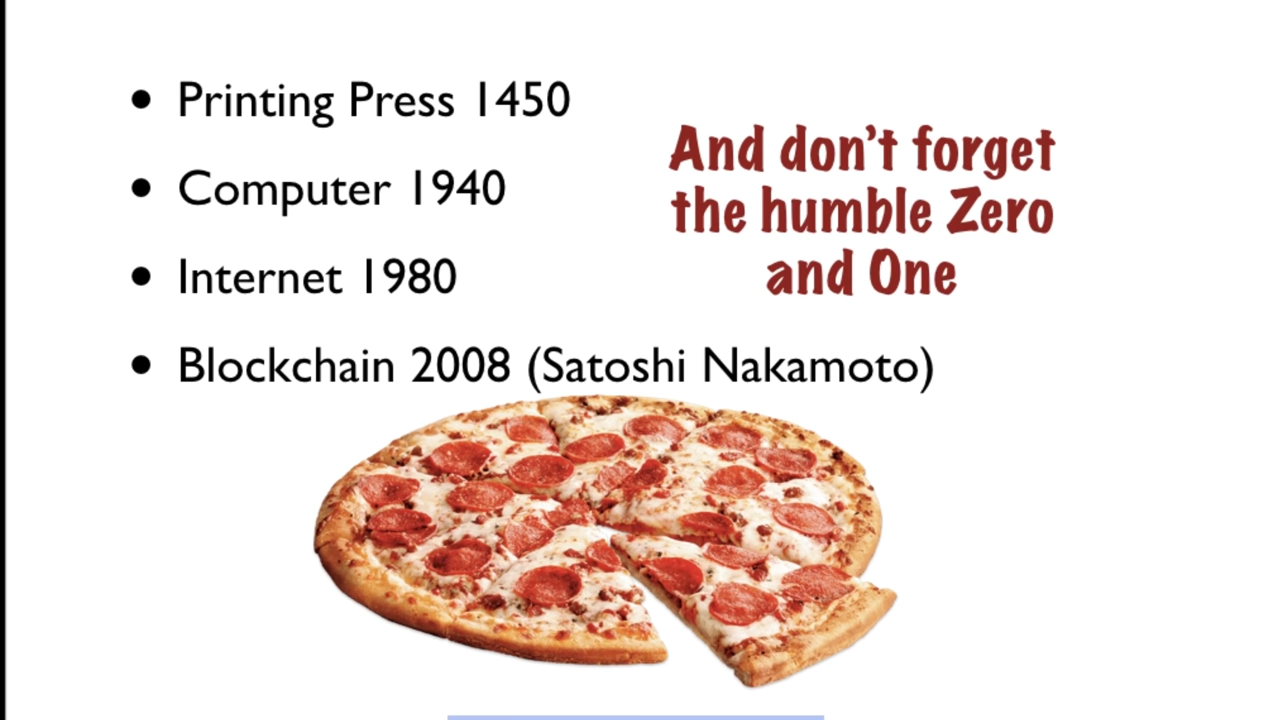 • Printing Press 1450
• Computer 1940
• Internet 1980
• Blockchain 2008 (Satoshi Nakamoto)
And don’t forget
the humble Zero
and One